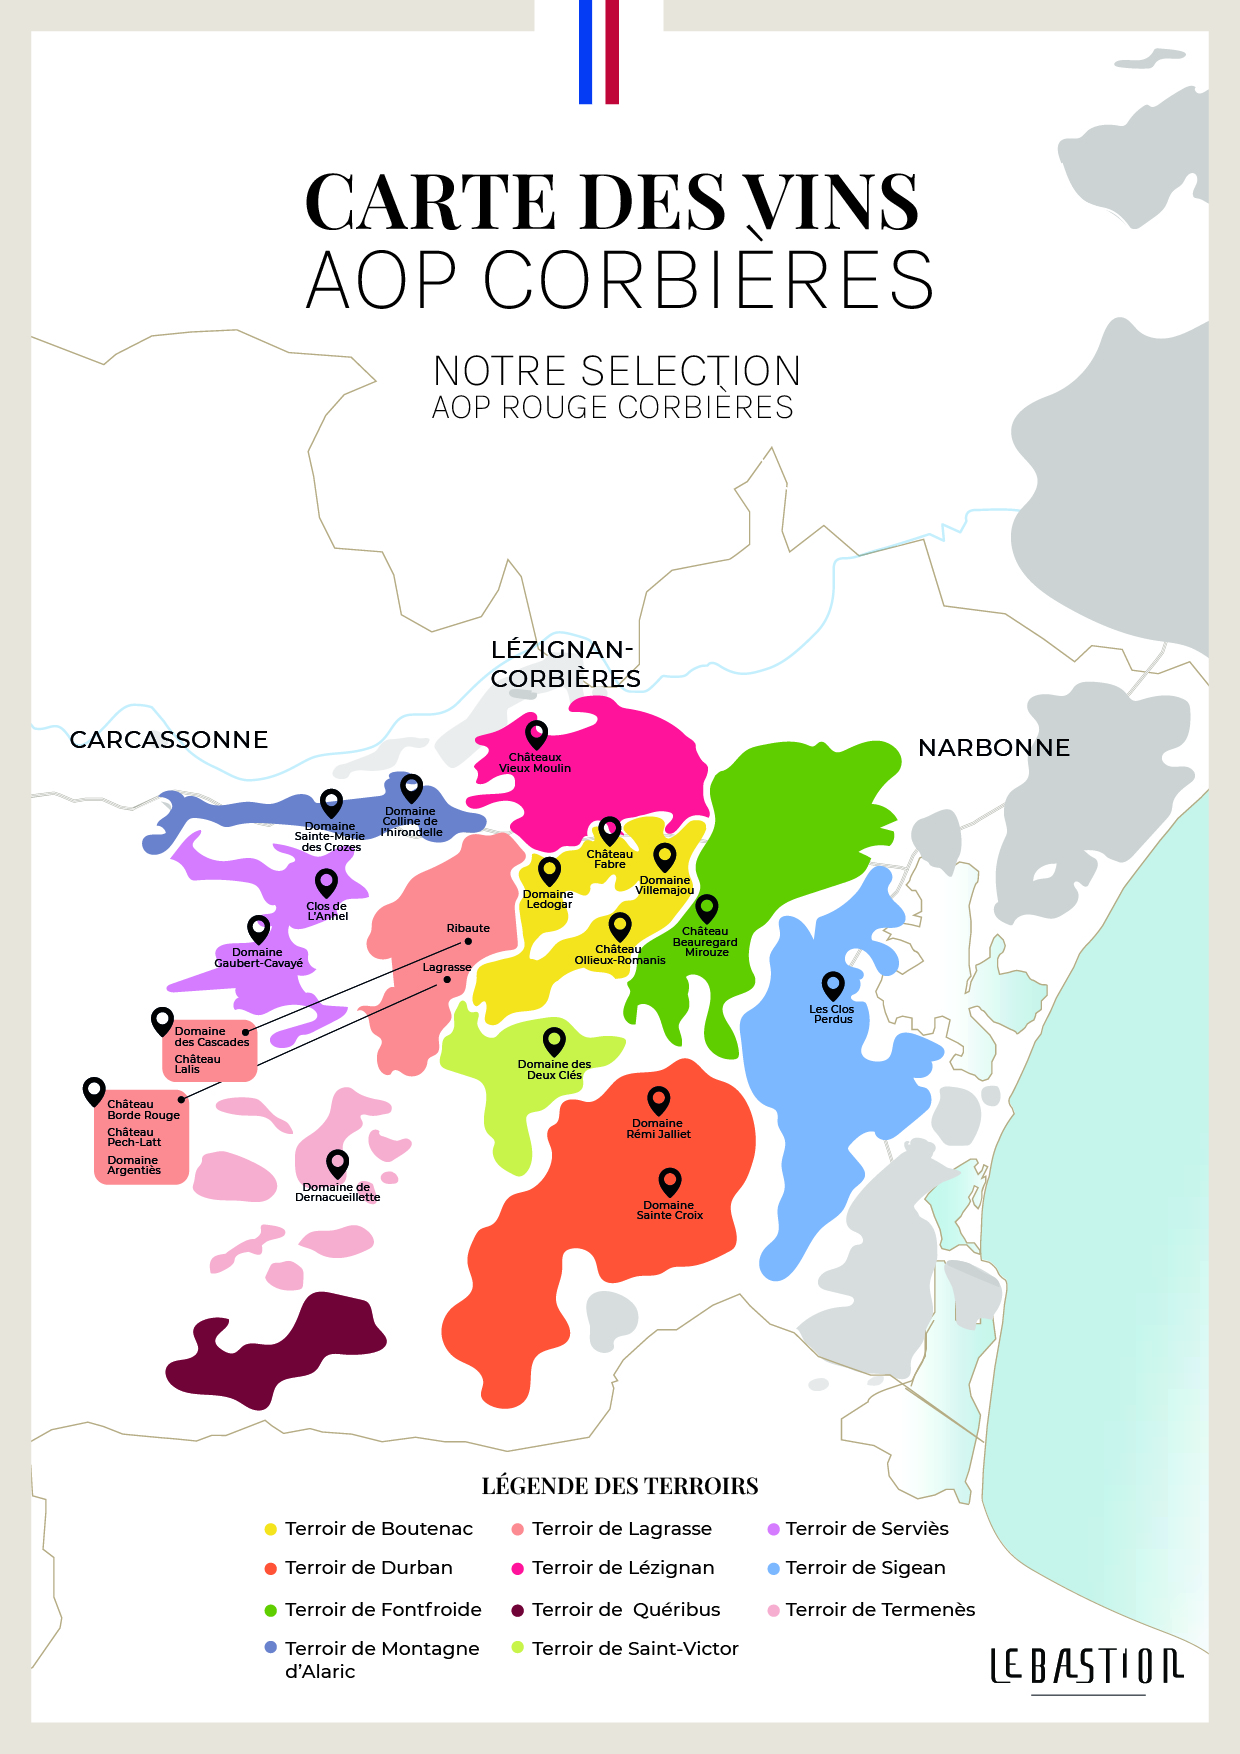 CARTE DES VINS
AOP CORBIÈRES
NOTRE SELECTION
AOP ROUGE CORBIÈRES
LÉZIGNAN-
CORBIÈRES
CARCASSONNE
NARBONNE
Châteaux
Vieux Moulin
Domaine
Colline de
l'hirondelle
Domaine
Sainte-Marie
des Crozes
Château
Fabre
Domaine
Villemajou
Domaine
Ledogar
Clos de
L'Anhel
Château
Beauregard
Mirouze
Ribaute
Château
Ollieux-Romanis
Domaine
Gaubert-Cavayé
Lagrasse
Les Clos
Perdus
Domaine
des Cascades
Château
Lalis
Domaine des
Deux Clés
Château
Borde Rouge
Château
Pech-Latt
Domaine
Argentiès
Domaine
Rémi Jalliet
Domaine de
Dernacueillette
Domaine
Sainte Croix
LÉGENDE DES TERROIRS
Terroir de Boutenac
Terroir de Lagrasse
Terroir de Serviès
Terroir de Durban
Terroir de Lézignan
Terroir de Sigean
Terroir de Fontfroide
Terroir de Quéribus
Terroir de Termenès
Terroir de Montagne
d'Alaric
Terroir de Saint-Victor
LE BASTION